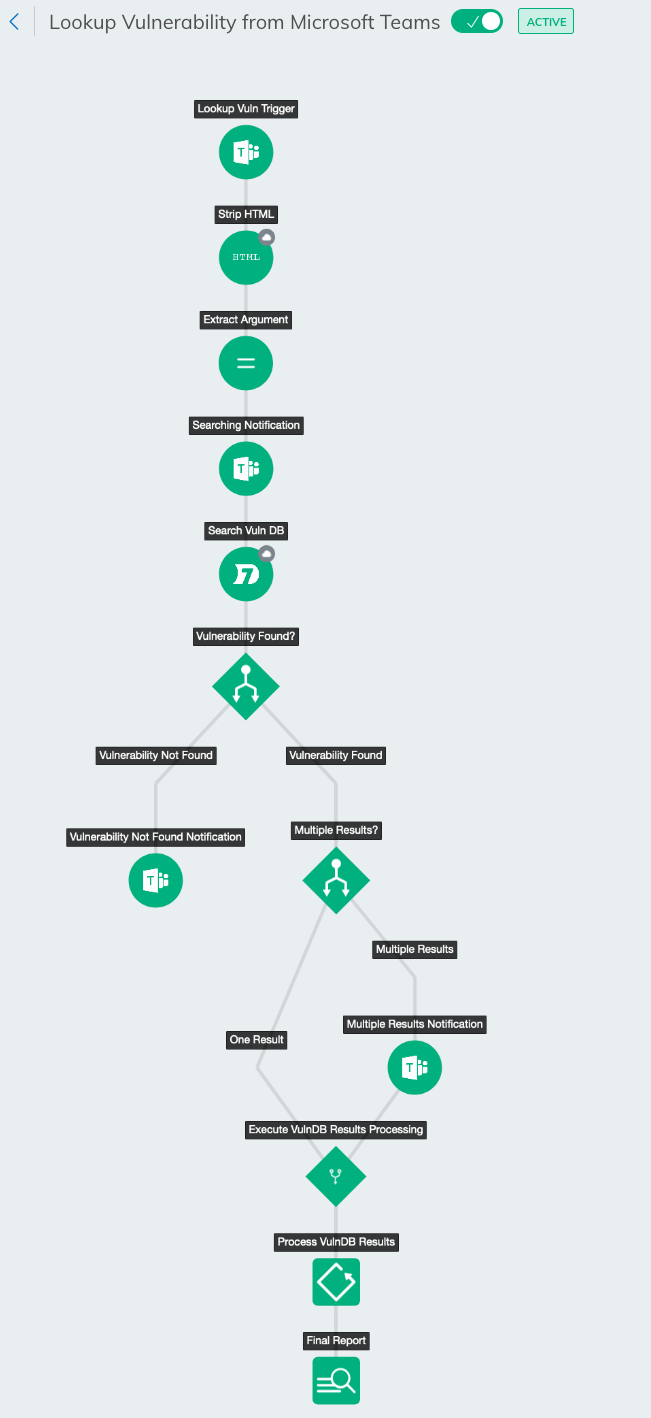 Lookup Vulnerability from Microsoft Teams
ACTIVE
Lookup Vuln Trigger
T
Strip HTML
HTML
Extract Argument
Searching Notification
T
Search Vuln DB
Vulnerability Found?
Vulnerability Not Found
Vulnerability Found
Multiple Results?
Vulnerability Not Found Notification
T
Multiple Results
Multiple Results Notification
One Result
T
Execute VulnDB Results Processing
Process VulnDB Results
Final Report